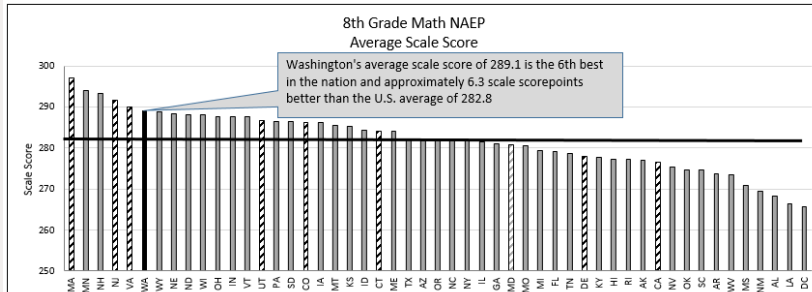 8th Grade Math NAEP
Average Scale Score
Washington's average scale score of 289.1 is the 6th best
in the nation and approximately 6.3 scale scorepoints
better than the U.S. average of 282.8
Scale Score
300
290
280
270
260
250
MA MN NH NJ VA WA WY NE ND WI OH IN VT UT PA SD CO IA MT KS ID CT ME TX AZ OR NC NY IL GA MD MO MI FL TN DE KY HI RI AK CA NV OK SC AR WV MS NM AL LA DC